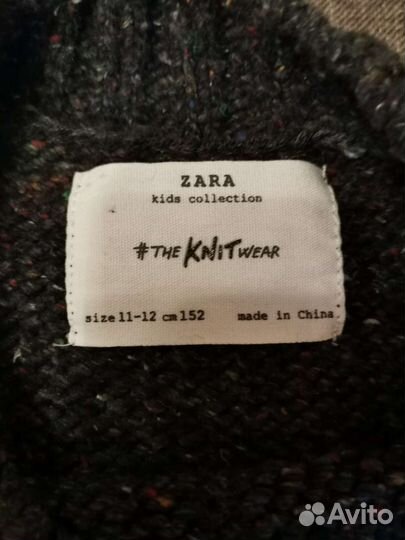 ZARA
kids collection
#THE KNITWEAR
size 11-12 cm 152 made in China
Avito